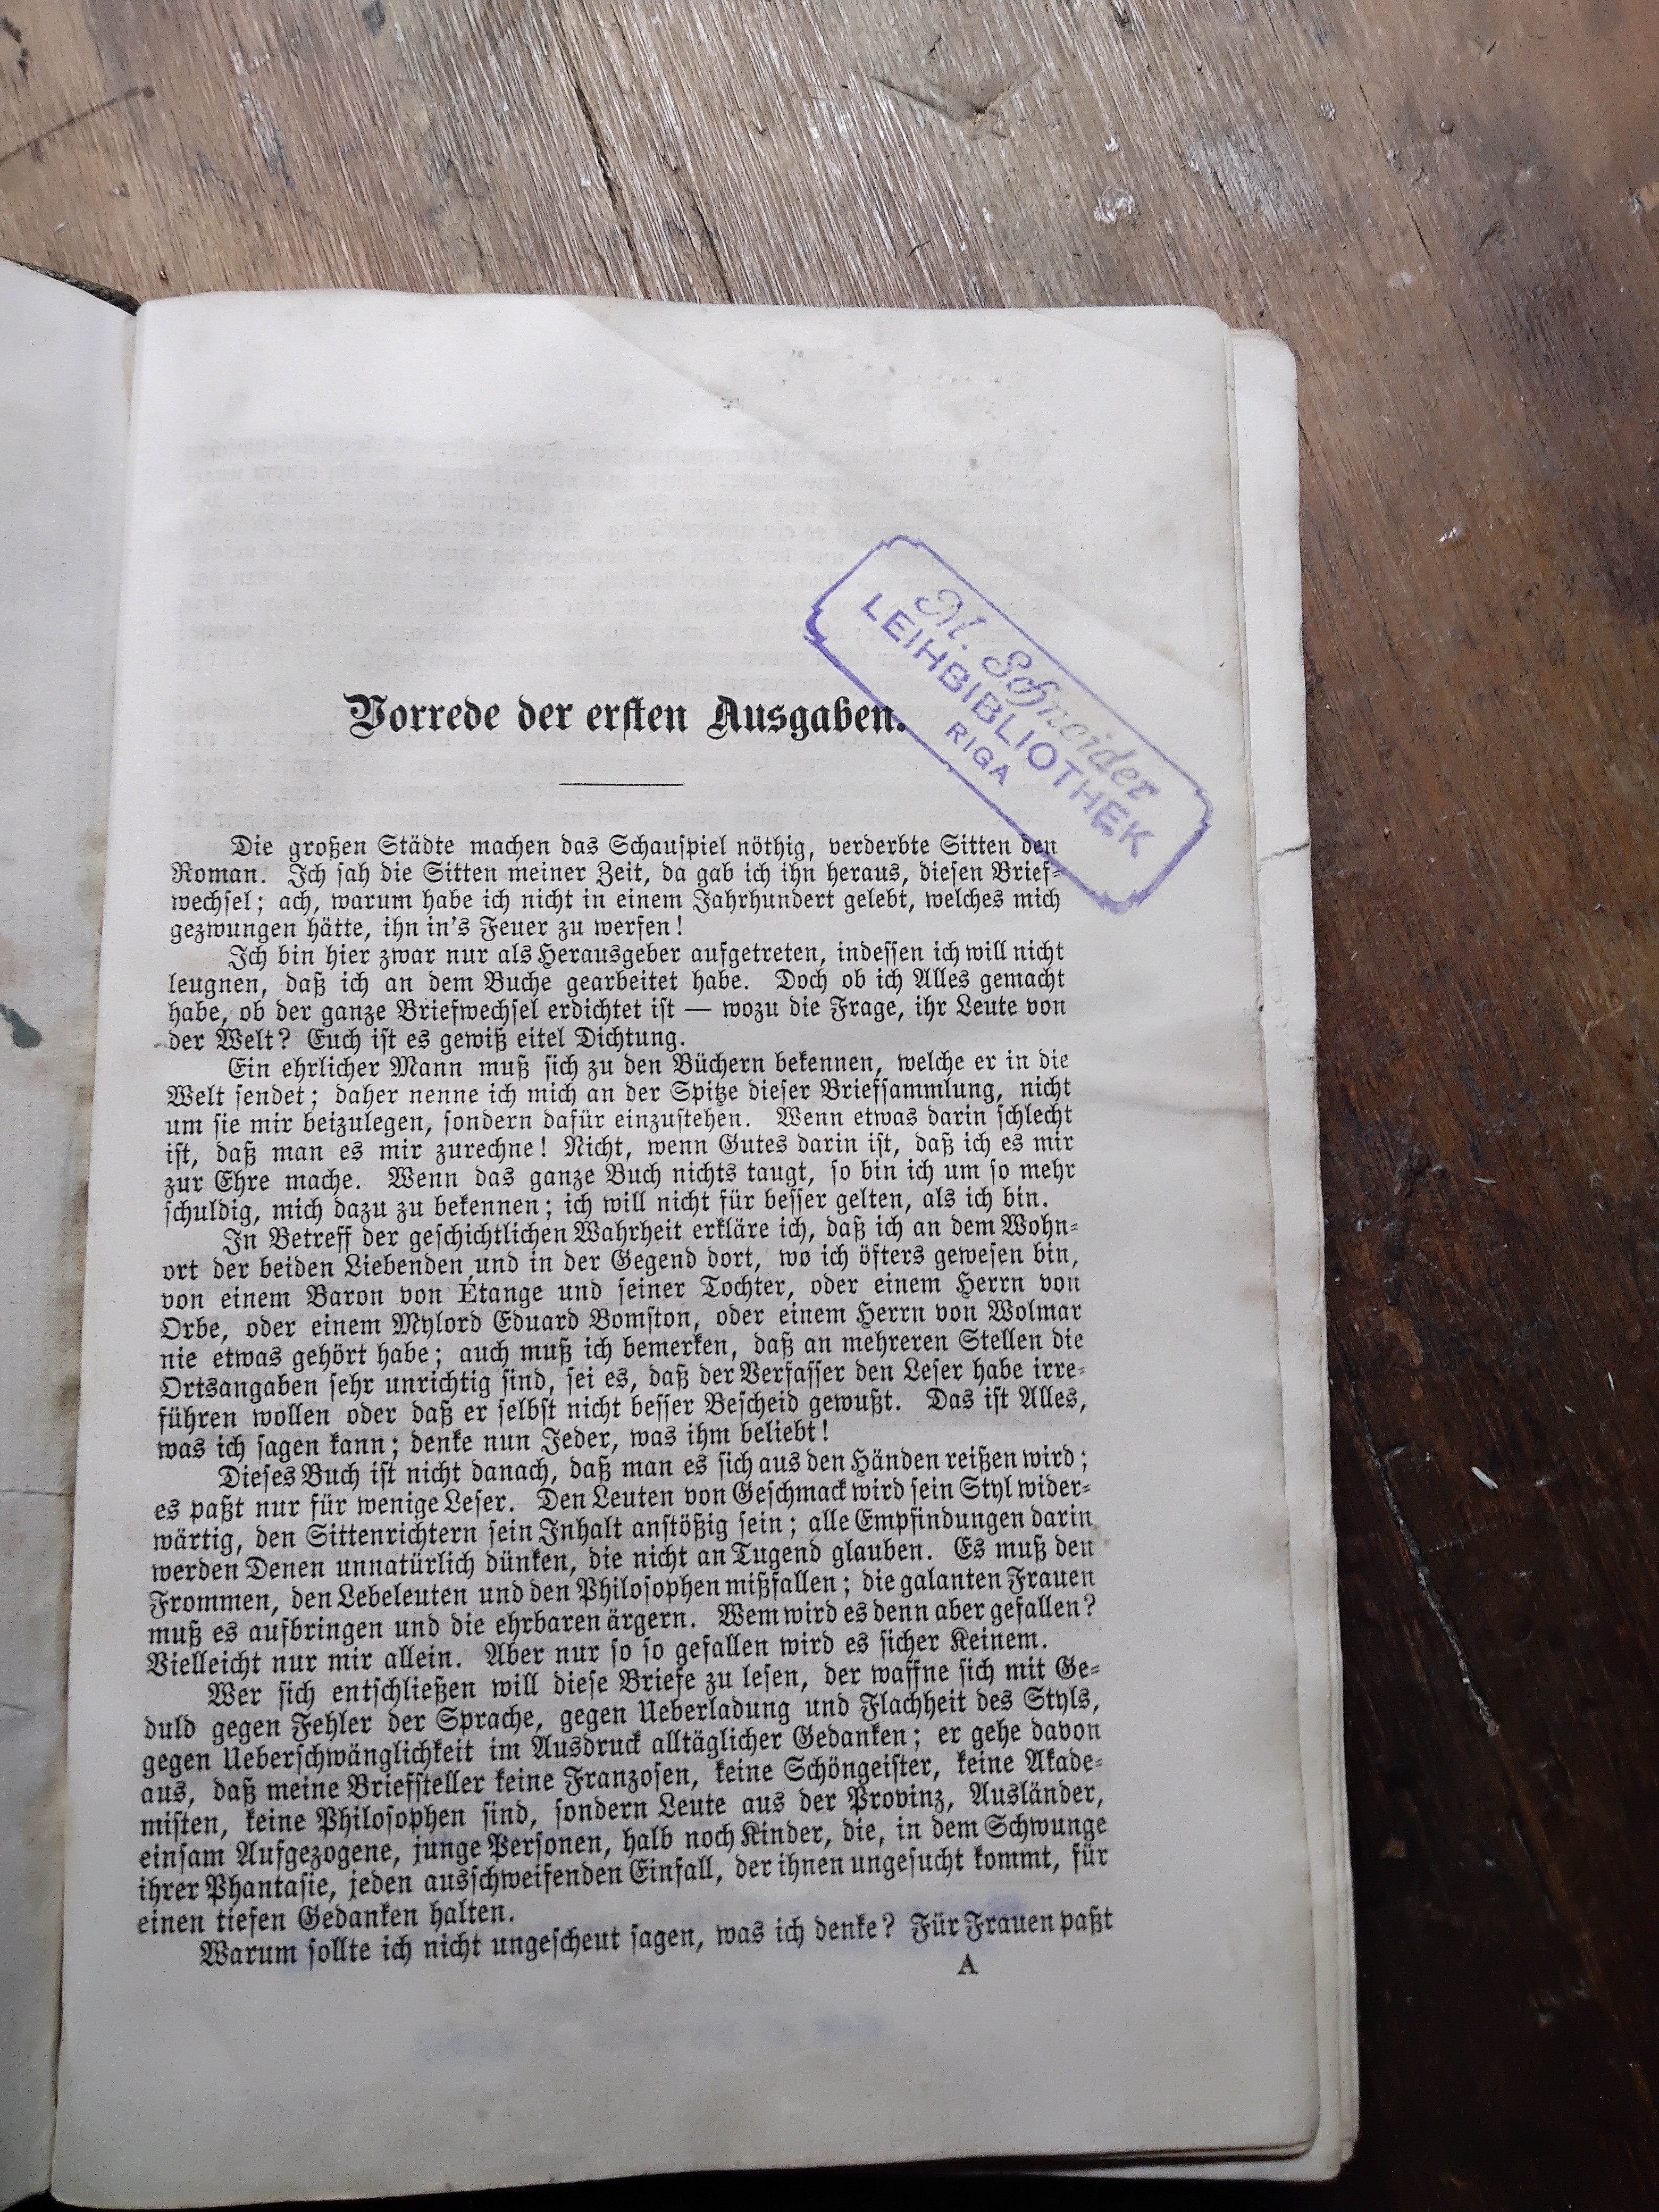 M. Schneider
LEIHBIBLIOTHEK
RIGA
Vorrede der ersten Ausgaben.
Die großen Städte machen das Schauspiel nöthig, verderbte Sitten den
Roman. Ich sah die Sitten meiner Zeit, da gab ich ihn heraus, diesen Brief-
wechsel; ach, warum habe ich nicht in einem Jahrhundert gelebt, welches mich
gezwungen hätte, ihn in's Feuer zu werfen!
Ich bin hier zwar nur als Herausgeber aufgetreten, indessen ich will nicht
leugnen, daß ich an dem Buche gearbeitet habe. Doch ob ich Alles gemacht
habe, ob der ganze Briefwechsel erdichtet ist — wozu die Frage, ihr Leute von
der Welt? Euch ist es gewiß eitel Dichtung.
Ein ehrlicher Mann muß sich zu den Büchern bekennen, welche er in die
Welt sendet; daher nenne ich mich an der Spitze dieser Briefsammlung, nicht
um sie mir beizulegen, sondern dafür einzustehen. Wenn etwas darin schlecht
ist, daß man es mir zurechne! Nicht, wenn Gutes darin ist, daß ich es mir
zur Ehre mache. Wenn das ganze Buch nichts taugt, so bin ich um so mehr
schuldig, mich dazu zu bekennen; ich will nicht für besser gelten, als ich bin.
In Betreff der geschichtlichen Wahrheit erkläre ich, daß ich an dem Wohn-
ort der beiden Liebenden und in der Gegend dort, wo ich öfters gewesen bin,
von einem Baron von Étange und seiner Tochter, oder einem Herrn von
Orbe, oder einem Mylord Eduard Bomston, oder einem Herrn von Wolmar
nie etwas gehört habe; auch muß ich bemerken, daß an mehreren Stellen die
Ortsangaben sehr unrichtig sind, sei es, daß der Verfasser den Leser habe irre-
führen wollen oder daß er selbst nicht besser Bescheid gewußt. Das ist Alles,
was ich sagen kann; denke nun Jeder, was ihm beliebt!
Dieses Buch ist nicht danach, daß man es sich aus den Händen reißen wird;
es paßt nur für wenige Leser. Den Leuten von Geschmack wird sein Styl wider-
wärtig, den Sittenrichtern sein Inhalt anstößig sein; alle Empfindungen darin
werden Denen unnatürlich dünken, die nicht an Tugend glauben. Es muß den
Frommen, den Lebeleuten und den Philosophen mißfallen; die galanten Frauen
muß es aufbringen und die ehrbaren ärgern. Wem wird es denn aber gefallen?
Vielleicht nur mir allein. Aber nur so so gefallen wird es sicher Keinem.
Wer sich entschließen will diese Briefe zu lesen, der waffne sich mit Ge-
duld gegen Fehler der Sprache, gegen Ueberladung und Flachheit des Styls,
gegen Ueberschwänglichkeit im Ausdruck alltäglicher Gedanken; er gehe davon
aus, daß meine Briefsteller keine Franzosen, keine Schöngeister, keine Akade-
misten, keine Philosophen sind, sondern Leute aus der Provinz, Ausländer,
einsam Aufgezogene, junge Personen, halb noch Kinder, die, in dem Schwunge
ihrer Phantasie, jeden ausschweifenden Einfall, der ihnen ungesucht kommt, für
einen tiefen Gedanken halten.
Warum sollte ich nicht ungescheut sagen, was ich denke? Für Frauen paßt
A